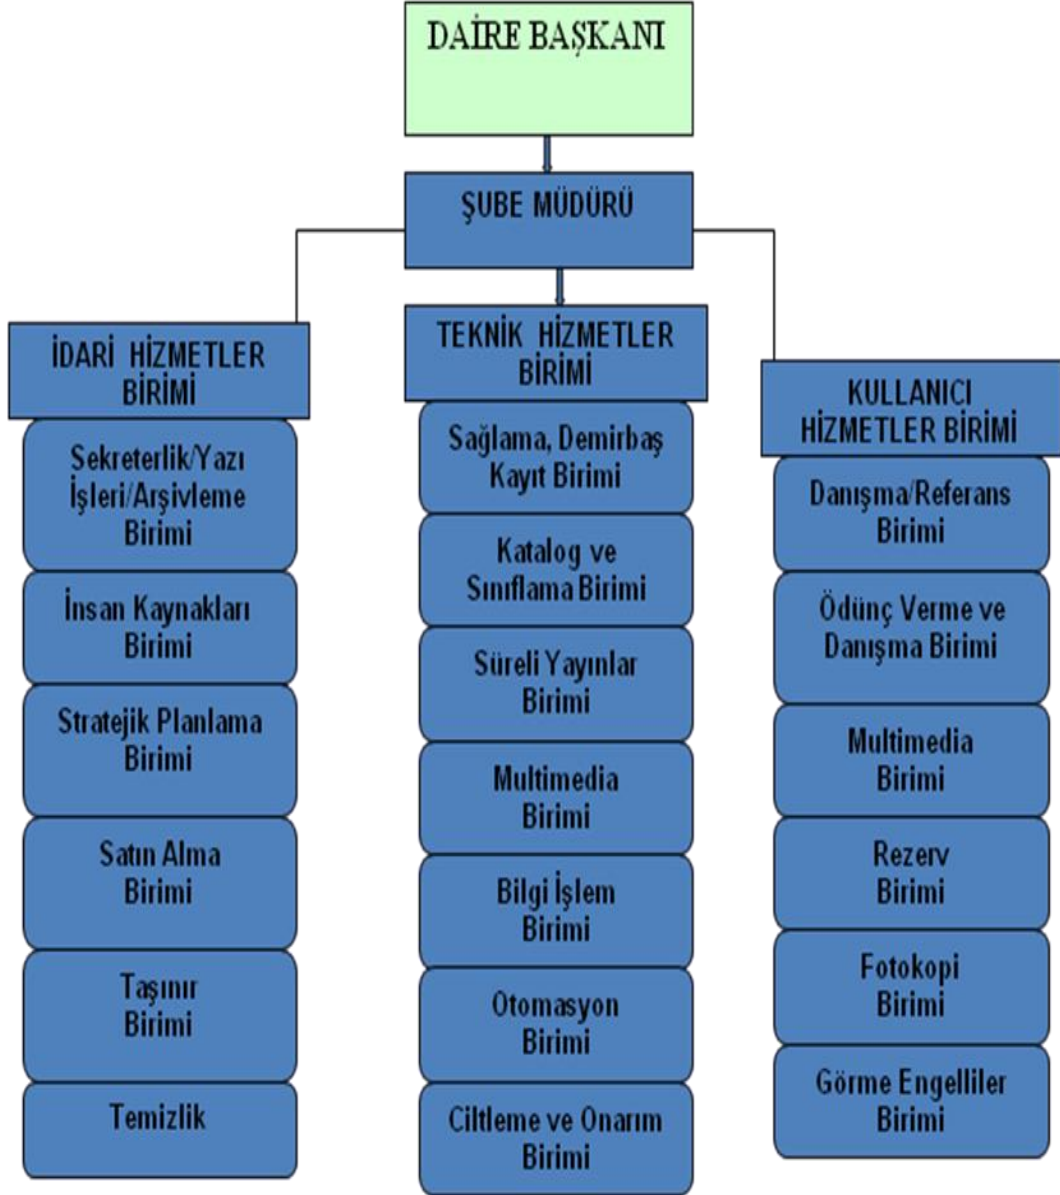 DAİRE BAŞKANI
ŞUBE MÜDÜRÜ
İDARİ HİZMETLER
BİRİMİ
Sekreterlik/Yazı
İşleri/Arşivleme
Birimi
İnsan Kaynakları
Birimi
Stratejik Planlama
Birimi
Satın Alma
Birimi
Taşınır
Birimi
Temizlik
TEKNİK HİZMETLER
BİRİMİ
Sağlama, Demirbaş
Kayıt Birimi
Katalog ve
Sınıflama Birimi
Süreli Yayınlar
Birimi
Multimedia
Birimi
Bilgi İşlem
Birimi
Otomasyon
Birimi
Ciltleme ve Onarım
Birimi
KULLANICI
HİZMETLER BİRİMİ
Danışma/Referans
Birimi
Ödünç Verme ve
Danışma Birimi
Multimedia
Birimi
Rezerv
Birimi
Fotokopi
Birimi
Görme Engelliler
Birimi